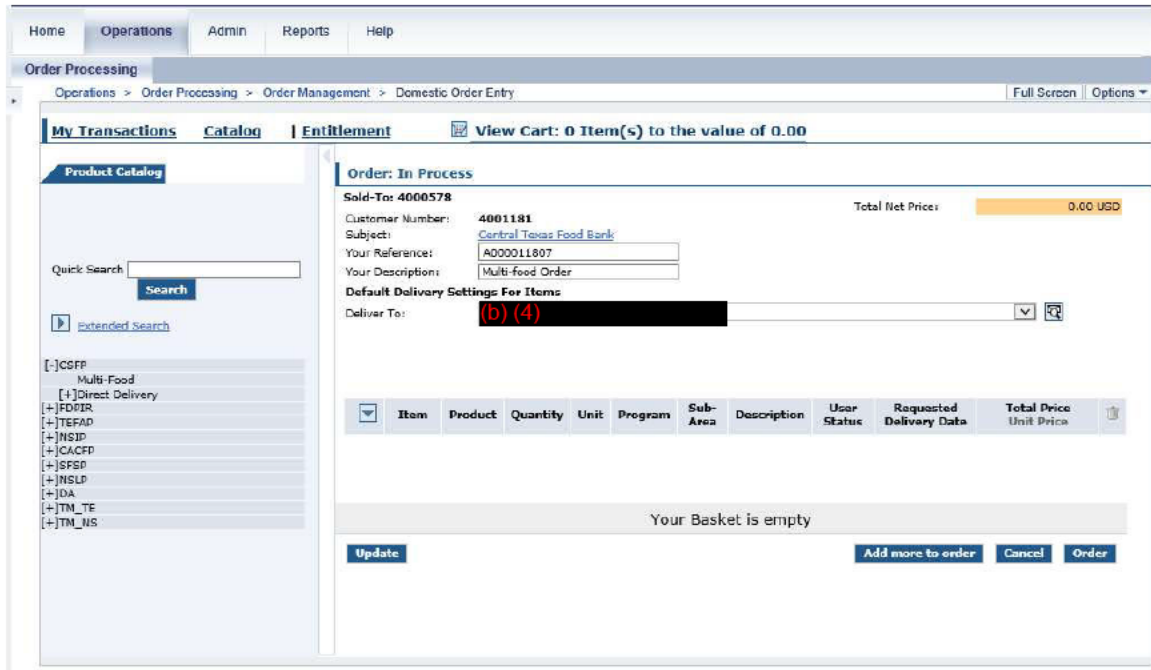 Home Operations Admin Reports Help
Order Processing
Operations > Order Processing > Order Management > Domestic Order Entry Full Screen Options
My Transactions Catalog | Entitlement View Cart: 0 Item(s) to the value of 0.00
Product Catalog
Order: In Process
Sold-To: 4000578
Total Net Price: 0.00 USD
Customer Number: 4001181
Subject: Central Texas Food Bank
Your Reference: A000011807
Quick Search
Your Description: Multi-food Order
Search
Default Delivery Settings For Items
Deliver To: (b) (4)
Extended Search
[-]CSFP
Multi-Food
[+]Direct Delivery
[+]FDPIR
[+]TEFAP
[+]NSIP
[+]CACFP
[+]SFSP
[+]NSLP
[+]DA
[+]TM_TE
[+]TM_NS
Item Product Quantity Unit Program Sub-Area Description User Status Requested Delivery Date Total Price Unit Price
Your Basket is empty
Update Add more to order Cancel Order